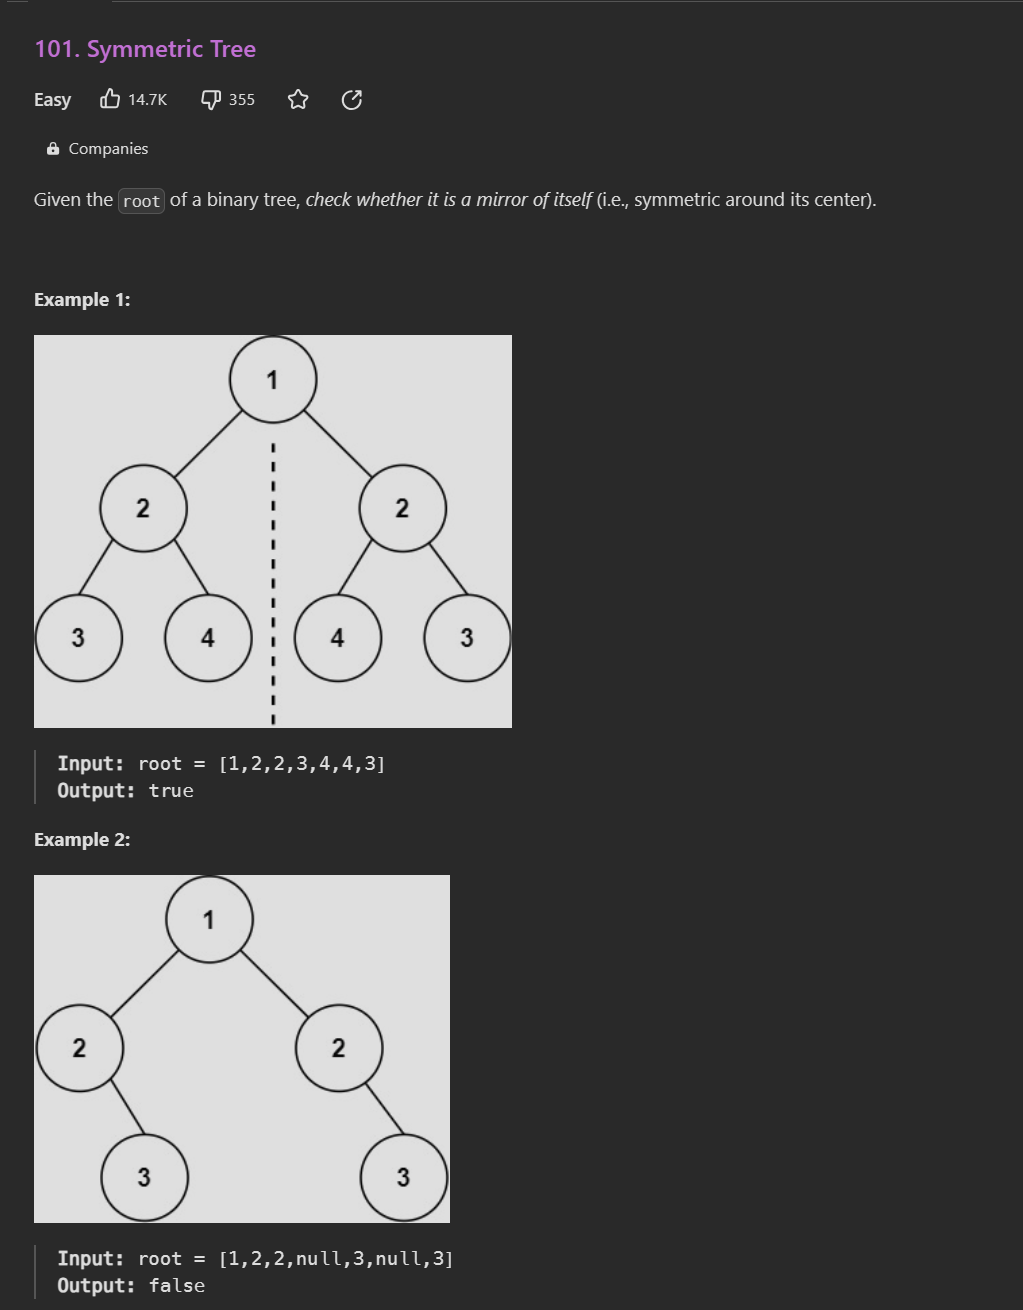 101. Symmetric Tree
Easy 14.7K 355
Companies
Given the root of a binary tree, check whether it is a mirror of itself (i.e., symmetric around its center).
Example 1:
1
2 2
3 4 4 3
Input: root = [1,2,2,3,4,4,3]
Output: true
Example 2:
1
2 2
3 3
Input: root = [1,2,2,null,3,null,3]
Output: false